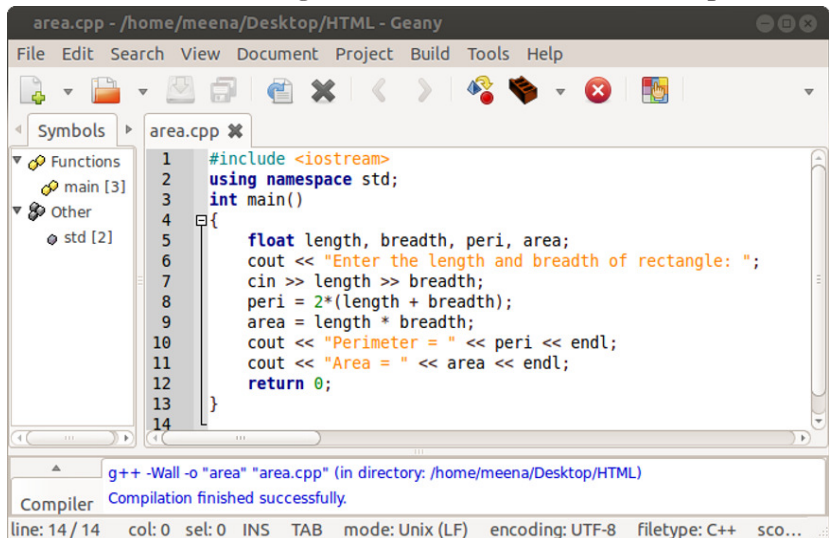 area.cpp - /home/meena/Desktop/HTML - Geany
File Edit Search View Document Project Build Tools Help
Symbols area.cpp
Functions
main [3]
Other
std [2]
1 #include <iostream>
2 using namespace std;
3 int main()
4 {
5 float length, breadth, peri, area;
6 cout << "Enter the length and breadth of rectangle: ";
7 cin >> length >> breadth;
8 peri = 2*(length + breadth);
9 area = length * breadth;
10 cout << "Perimeter = " << peri << endl;
11 cout << "Area = " << area << endl;
12 return 0;
13 }
14
Compiler
g++ -Wall -o "area" "area.cpp" (in directory: /home/meena/Desktop/HTML)
Compilation finished successfully.
line: 14 / 14 col: 0 sel: 0 INS TAB mode: Unix (LF) encoding: UTF-8 filetype: C++ sco...